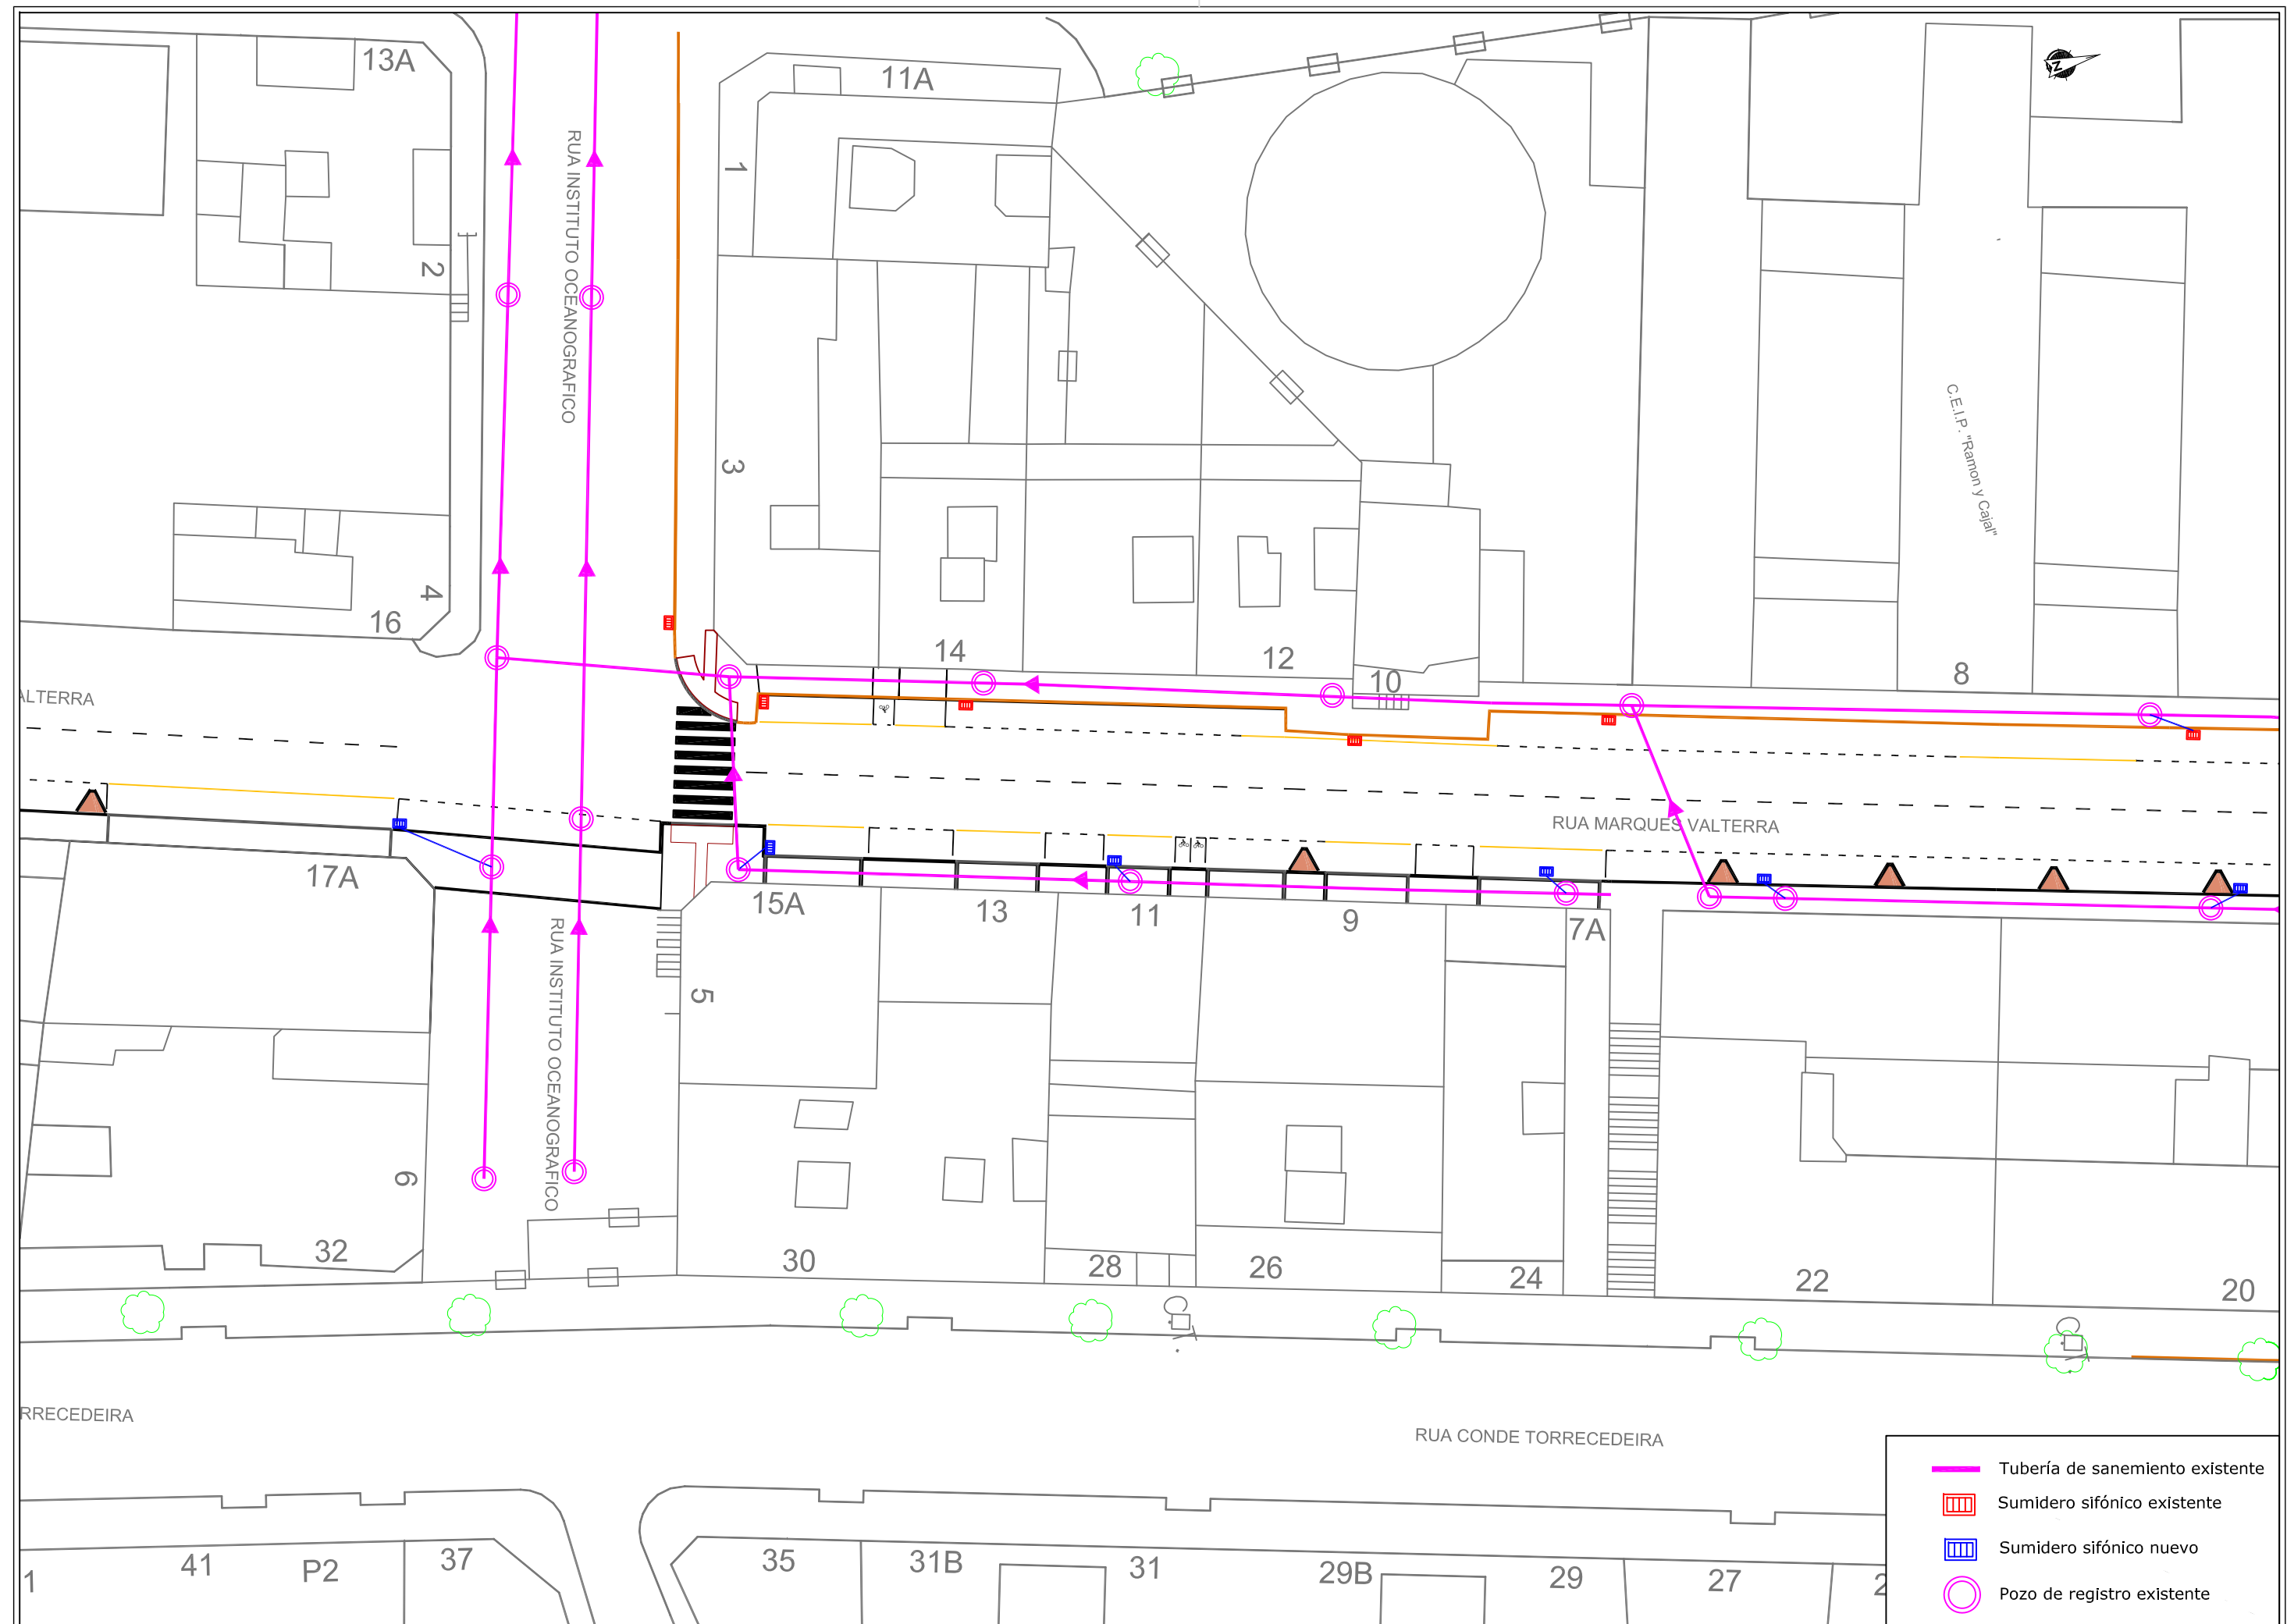 13A
11A
N
RUA INSTITUTO OCEANOGRAFICO
1
2
3
C.E.I.P. "Ramon y Cajal"
4
16
14
12
10
8
ALTERRA
RUA MARQUES VALTERRA
17A
15A
13
11
9
7A
RUA INSTITUTO OCEANOGRAFICO
5
6
32
30
28
26
24
22
20
RRECEDEIRA
RUA CONDE TORRECEDEIRA
Tubería de sanemiento existente
Sumidero sifónico existente
Sumidero sifónico nuevo
Pozo de registro existente
1
41
P2
37
35
31B
31
29B
29
27
2